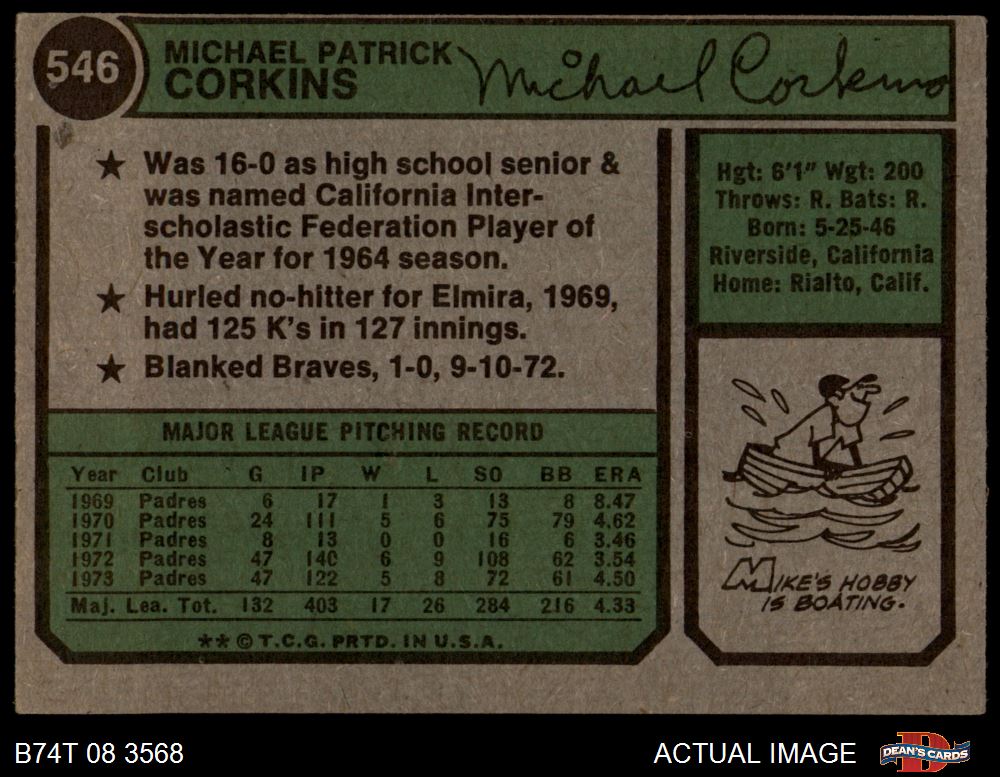 546
MICHAEL PATRICK
CORKINS
Michael Corkins
★ Was 16-0 as high school senior &
was named California Inter-
scholastic Federation Player of
the Year for 1964 season.
★ Hurled no-hitter for Elmira, 1969,
had 125 K's in 127 innings.
★ Blanked Braves, 1-0, 9-10-72.
Hgt: 6'1" Wgt: 200
Throws: R. Bats: R.
Born: 5-25-46
Riverside, California
Home: Rialto, Calif.
MAJOR LEAGUE PITCHING RECORD
Year Club G IP W L SO BB ERA
1969 Padres 6 17 1 3 13 8 8.47
1970 Padres 24 111 5 6 75 79 4.62
1971 Padres 8 13 0 0 16 6 3.46
1972 Padres 47 140 6 9 108 62 3.54
1973 Padres 47 122 5 8 72 61 4.50
Maj. Lea. Tot. 132 403 17 26 284 216 4.33
**©T.C.G. PRTD. IN U.S.A.
MIKE'S HOBBY
IS BOATING.
B74T 08 3568
ACTUAL IMAGE
D
DEAN'S CARDS